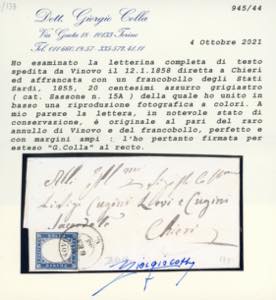 945/44
Dott. Giorgio Colla
10133 Torino
4 Ottobre 2021
Ho esaminato la letterina completa di testo
spedita da Vinovo il 12.1.1858 diretta a Chieri
ed affrancata con un francobollo degli Stati
Sardi, 1855, 20 centesimi azzurro grigiastro
( cat. Sassone n. 15A ) della quale ho unito in
basso una riproduzione fotografica a colori. A
mio parere la lettera, in notevole stato di
conservazione, è originale al pari del raro
annullo di Vinovo e del francobollo, perfetto e
con margini ampi : l'ho pertanto firmata per
esteso "G.Colla" al recto.
Cugini Levi e Cugini
Chieri